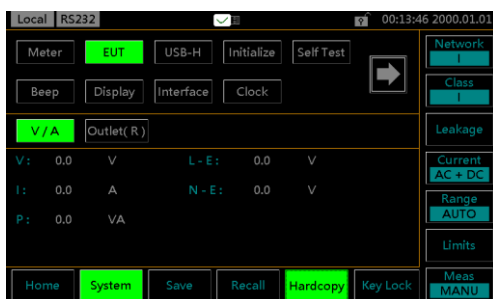 Local RS232 00:13:46 2000.01.01
Meter EUT USB-H Initialize Self Test
Beep Display Interface Clock
V / A Outlet( R )
V : 0.0 V L - E : 0.0 V
I : 0.0 A N - E : 0.0 V
P : 0.0 VA
Network
I
Class
I
Leakage
Current
AC + DC
Range
AUTO
Limits
Meas
MANU
Home System Save Recall Hardcopy Key Lock